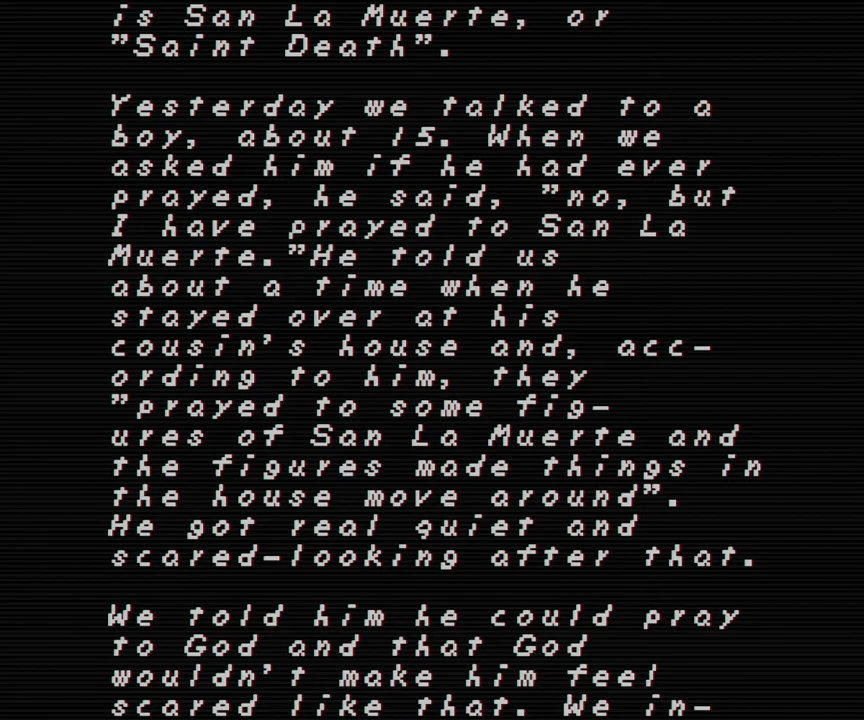 is San La Muerte, or
"Saint Death".
Yesterday we talked to a
boy, about 15. When we
asked him if he had ever
prayed, he said, "no, but
I have prayed to San La
Muerte."He told us
about a time when he
stayed over at his
cousin's house and, acc-
ording to him, they
"prayed to some fig-
ures of San La Muerte and
the figures made things in
the house move around".
He got real quiet and
scared-looking after that.
We told him he could pray
to God and that God
wouldn't make him feel
scared like that. We in-